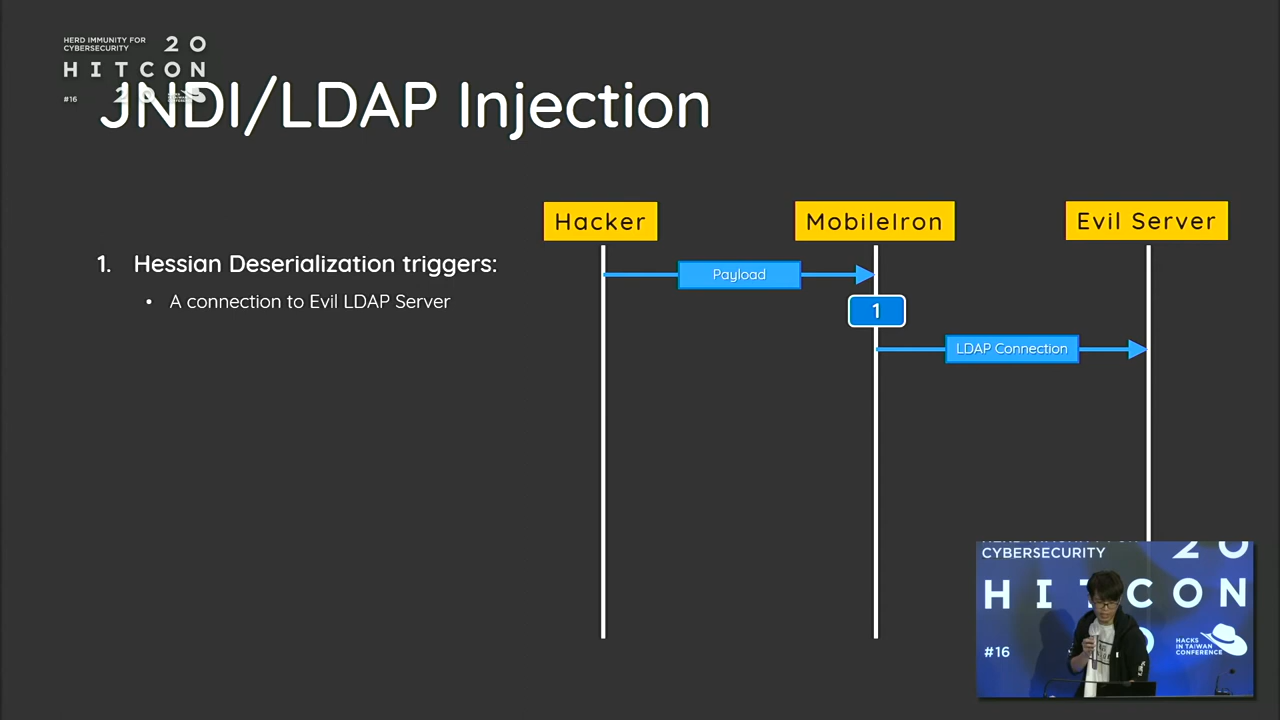 HERD IMMUNITY FOR
CYBERSECURITY
20
HITCON
#16
20
JNDI/LDAP Injection
Hacker
MobileIron
Evil Server
1. Hessian Deserialization triggers:
• A connection to Evil LDAP Server
Payload
1
LDAP Connection
CYBERSECURITY
20
HITCON
#16
HACKS
IN TAIWAN
CONFERENCE